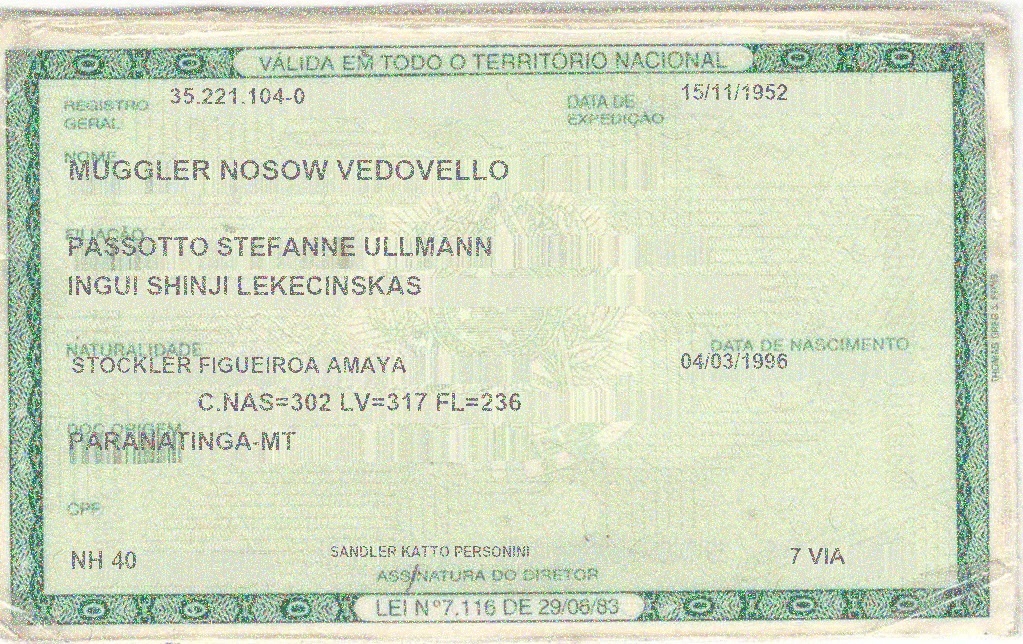 VÁLIDA EM TODO O TERRITÓRIO NACIONAL
REGISTRO GERAL 35.221.104-0 DATA DE EXPEDIÇÃO 15/11/1952
NOME
MUGGLER NOSOW VEDOVELLO
FILIAÇÃO
PASSOTTO STEFANNE ULLMANN
INGUI SHINJI LEKECINSKAS
NATURALIDADE DATA DE NASCIMENTO
STOCKLER FIGUEIROA AMAYA 04/03/1996
C.NAS=302 LV=317 FL=236
DOC ORIGEM
PARANATINGA-MT
CPF
NH 40 SANDLER KATTO PERSONINI 7 VIA
ASSINATURA DO DIRETOR
LEI Nº 7.116 DE 29/08/83
THOMAS GREG